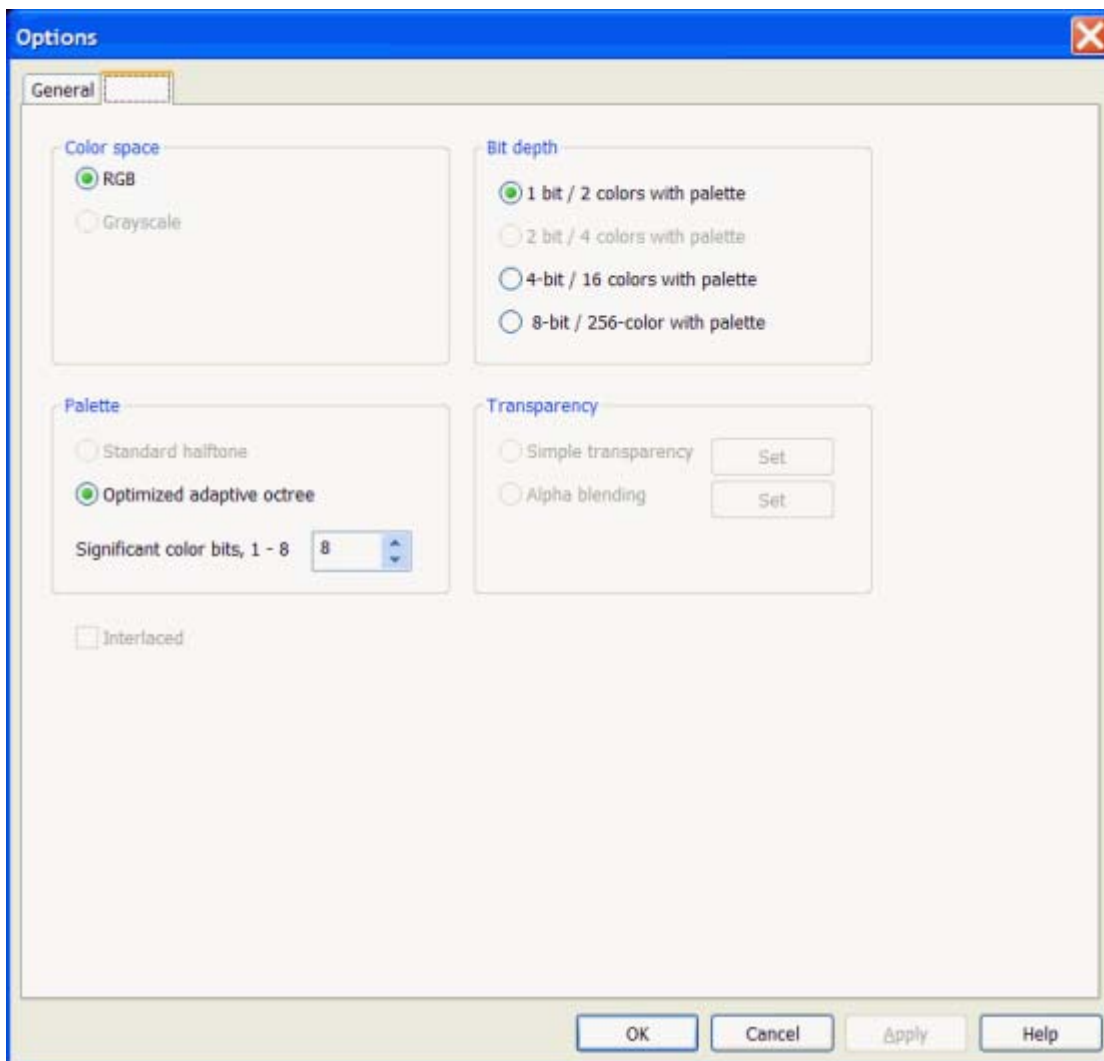 Options
General
Color space
RGB
Grayscale
Bit depth
1 bit / 2 colors with palette
2 bit / 4 colors with palette
4-bit / 16 colors with palette
8-bit / 256-color with palette
Palette
Standard halftone
Optimized adaptive octree
Significant color bits, 1 - 8 8
Transparency
Simple transparency Set
Alpha blending Set
Interlaced
OK Cancel Apply Help